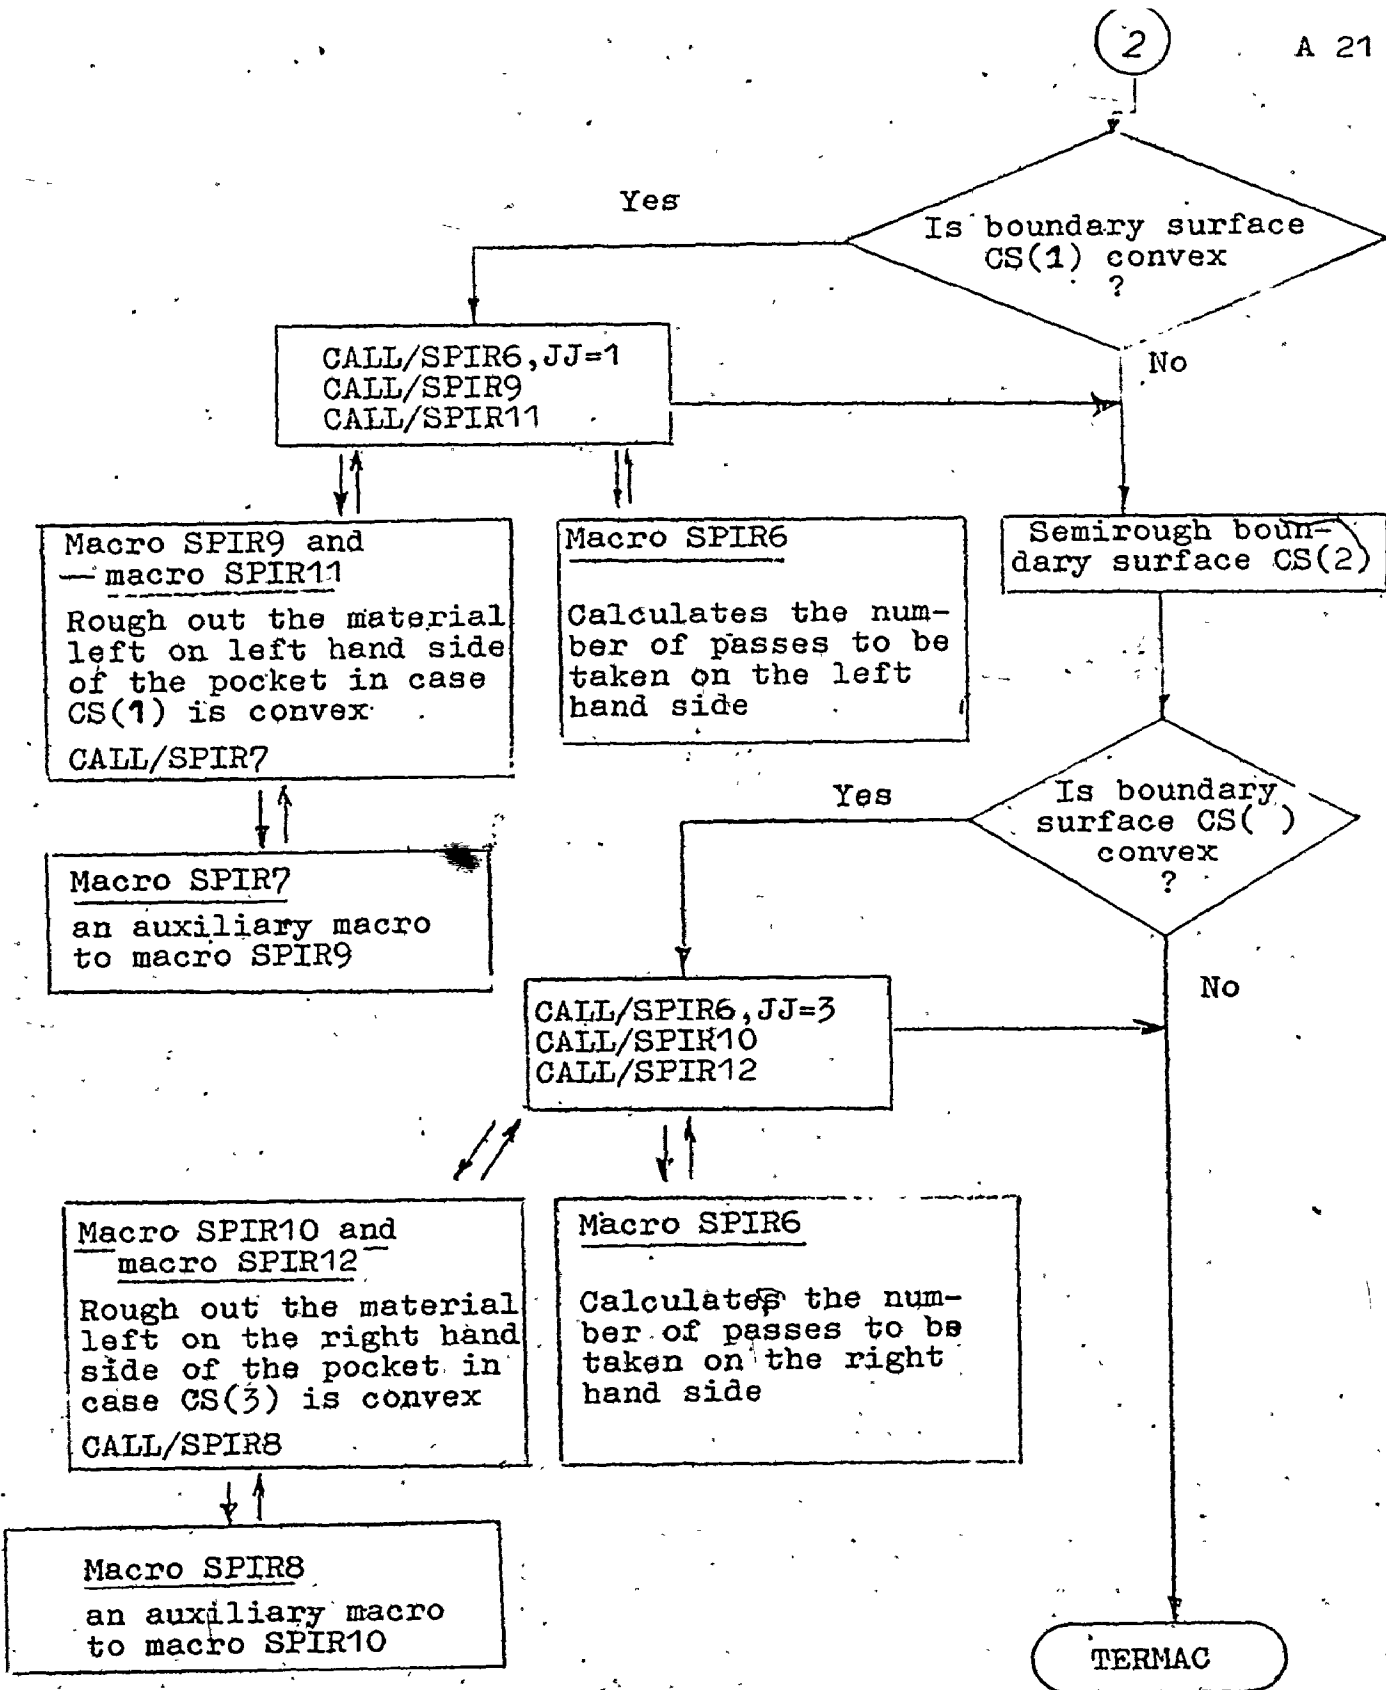 2
A 21
Yes
Is boundary surface
CS(1) convex
?
No
CALL/SPIR6,JJ=1
CALL/SPIR9
CALL/SPIR11
Macro SPIR9 and
macro SPIR11
Rough out the material
left on left hand side
of the pocket in case
CS(1) is convex
CALL/SPIR7
Macro SPIR6
Calculates the num-
ber of passes to be
taken on the left
hand side
Semirough boun-
dary surface CS(2)
Macro SPIR7
an auxiliary macro
to macro SPIR9
Yes
Is boundary
surface CS( )
convex
?
No
CALL/SPIR6,JJ=3
CALL/SPIR10
CALL/SPIR12
Macro SPIR10 and
macro SPIR12
Rough out the material
left on the right hand
side of the pocket in
case CS(3) is convex
CALL/SPIR8
Macro SPIR6
Calculates the num-
ber of passes to be
taken on the right
hand side
Macro SPIR8
an auxiliary macro
to macro SPIR10
TERMAC